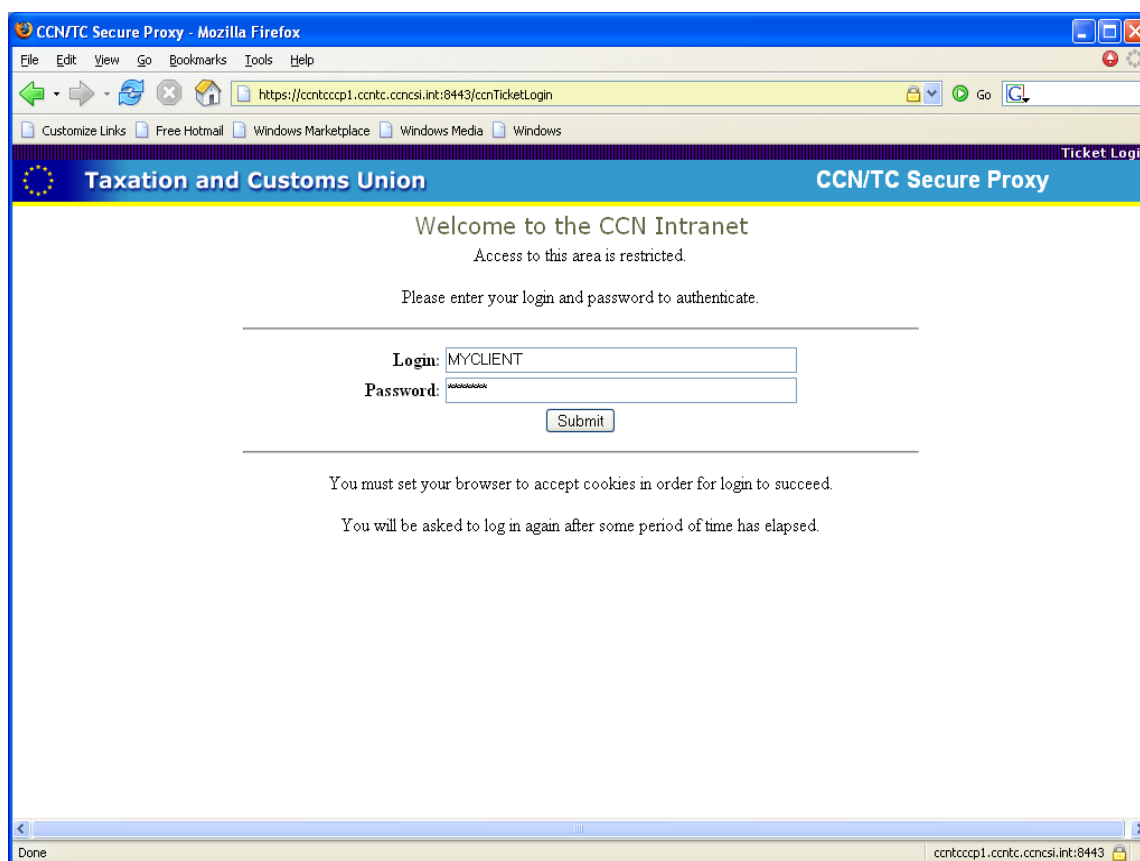 CCN/TC Secure Proxy - Mozilla Firefox
File Edit View Go Bookmarks Tools Help
https://ccntcccp1.ccntc.ccncsi.int:8443/ccnTicketLogin Go G
Customize Links Free Hotmail Windows Marketplace Windows Media Windows
Ticket Logi
Taxation and Customs Union CCN/TC Secure Proxy
Welcome to the CCN Intranet
Access to this area is restricted.
Please enter your login and password to authenticate.
Login: MYCLIENT
Password: *******
Submit
You must set your browser to accept cookies in order for login to succeed.
You will be asked to log in again after some period of time has elapsed.
Done ccntcccp1.ccntc.ccncsi.int:8443